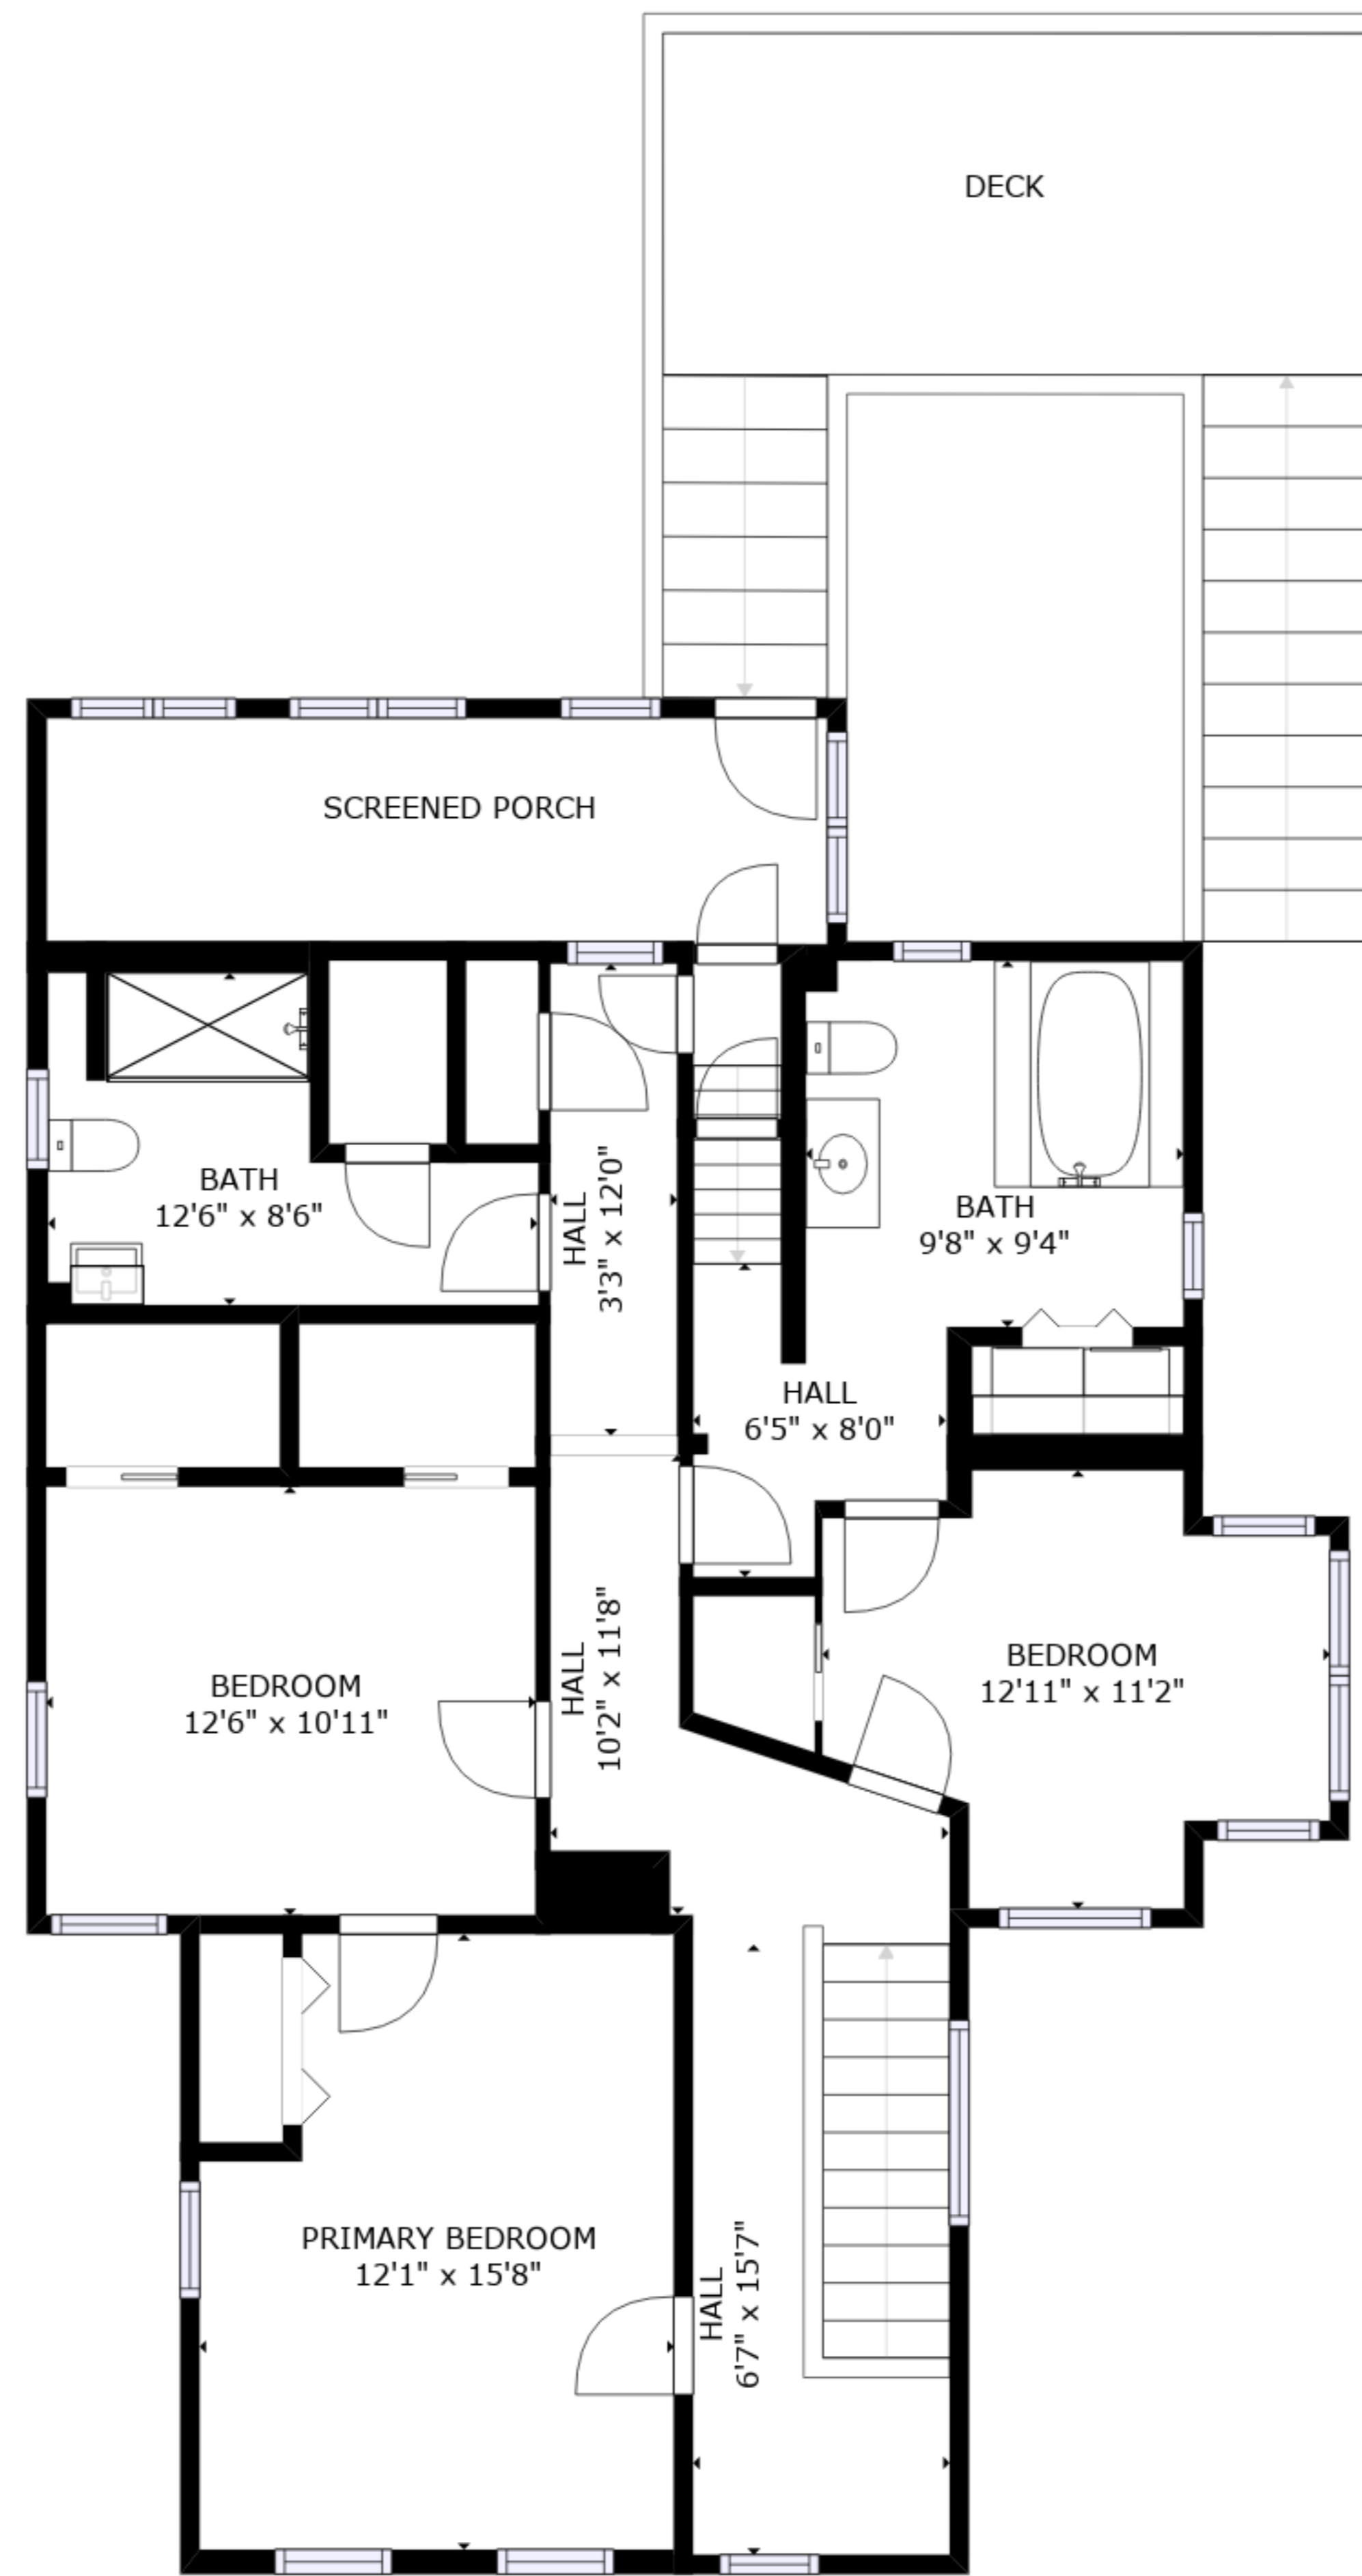 DECK
SCREENED PORCH
BATH
12'6" x 8'6"
HALL
3'3" x 12'0"
BATH
9'8" x 9'4"
HALL
6'5" x 8'0"
BEDROOM
12'6" x 10'11"
HALL
10'2" x 11'8"
BEDROOM
12'11" x 11'2"
PRIMARY BEDROOM
12'1" x 15'8"
HALL
6'7" x 15'7"